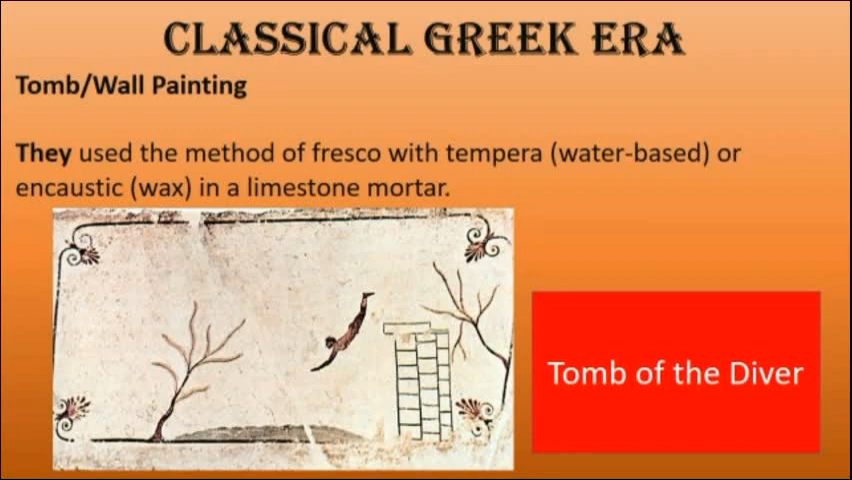 CLASSICAL GREEK ERA
Tomb/Wall Painting
They used the method of fresco with tempera (water-based) or
encaustic (wax) in a limestone mortar.
Tomb of the Diver